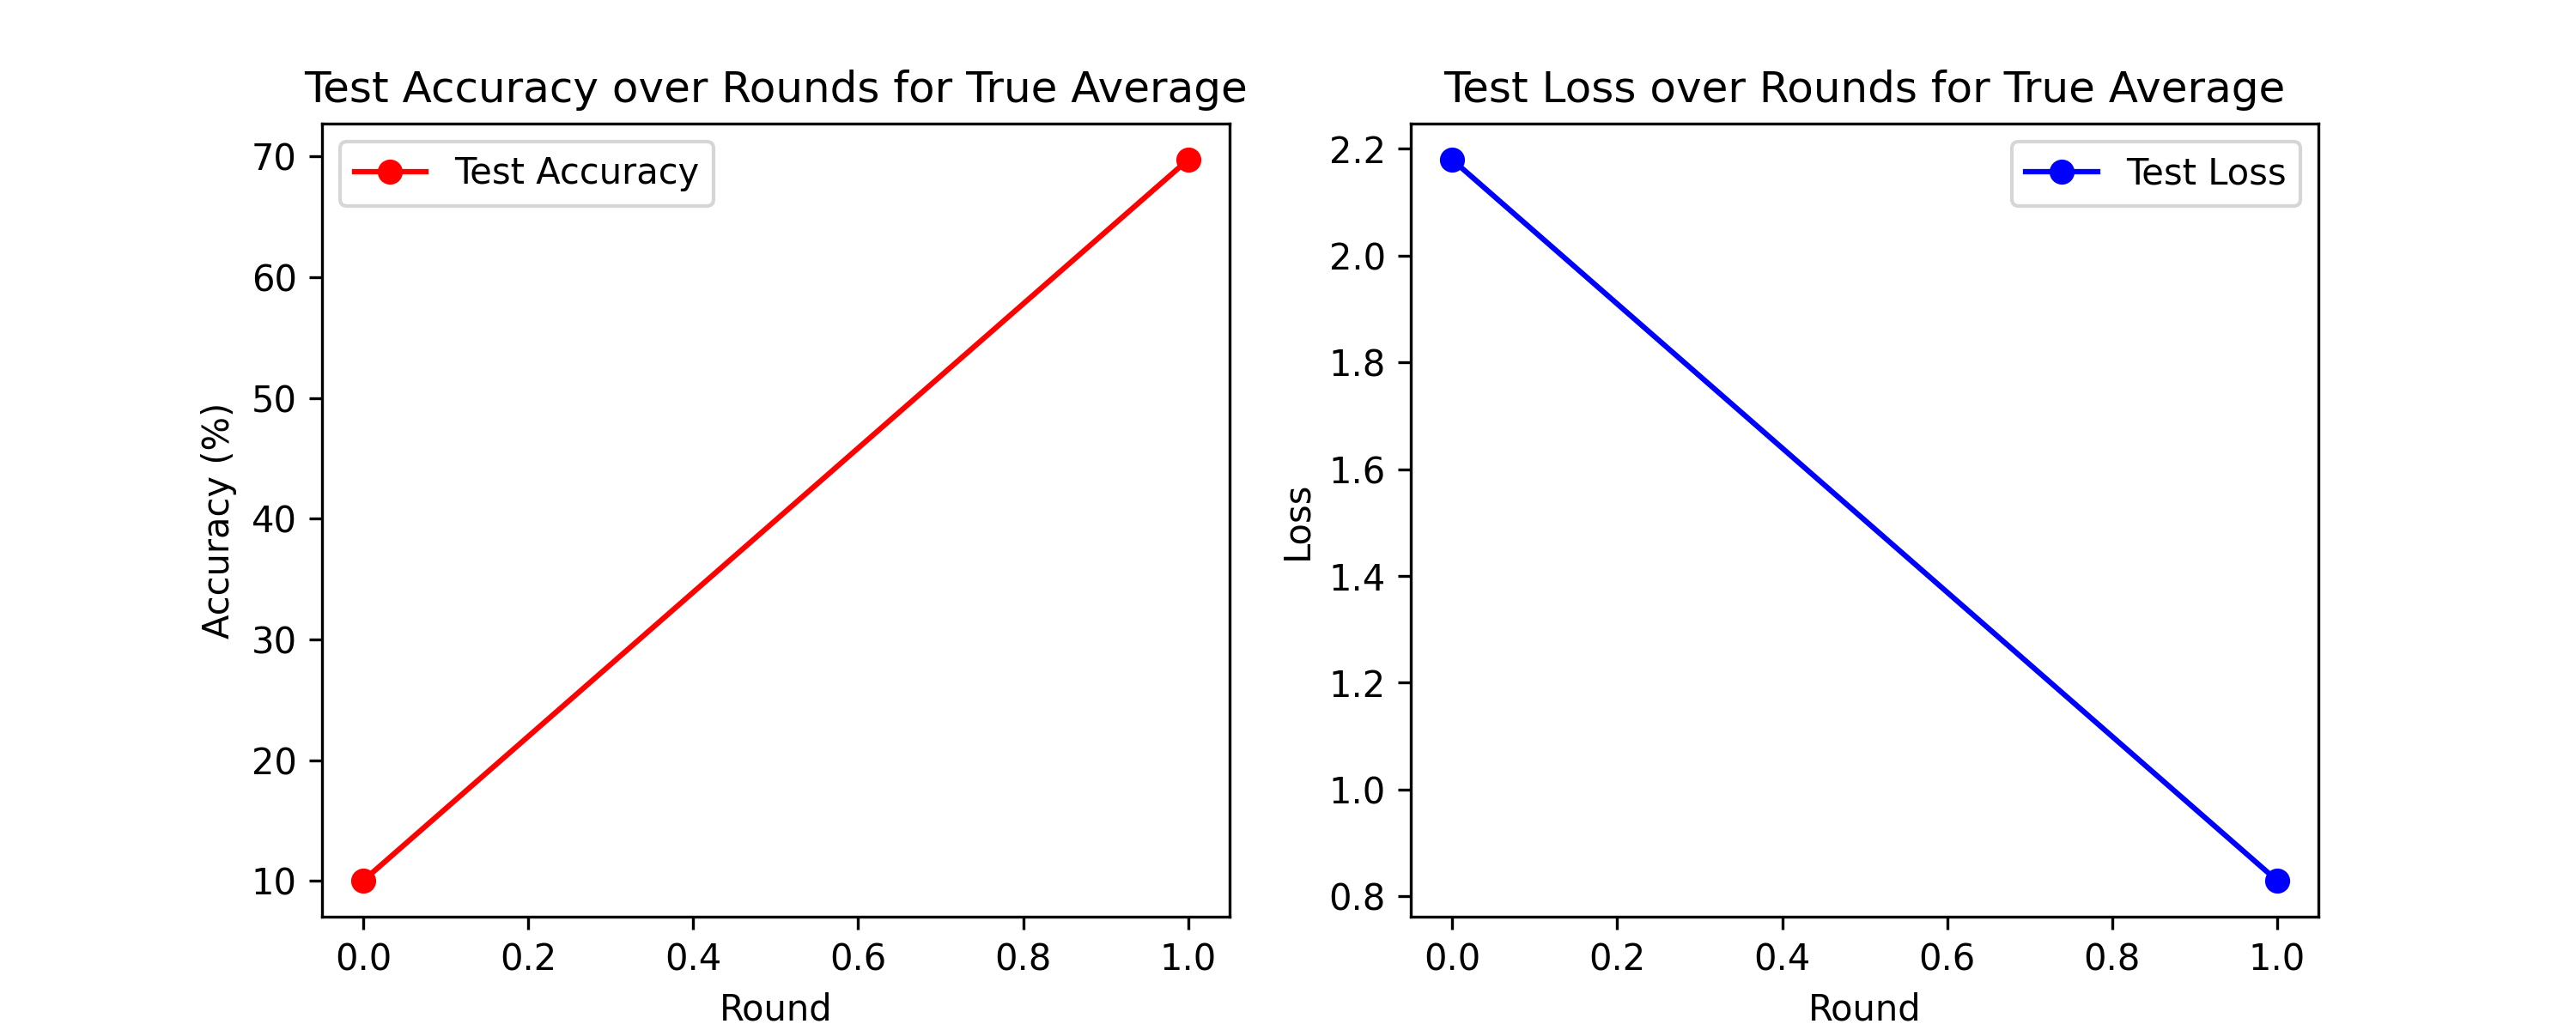 Test Accuracy over Rounds for True Average
Test Accuracy
70
60
50
40
30
20
10
Accuracy (%)
0.0 0.2 0.4 0.6 0.8 1.0
Round
Test Loss over Rounds for True Average
Test Loss
2.2
2.0
1.8
1.6
1.4
1.2
1.0
0.8
Loss
0.0 0.2 0.4 0.6 0.8 1.0
Round